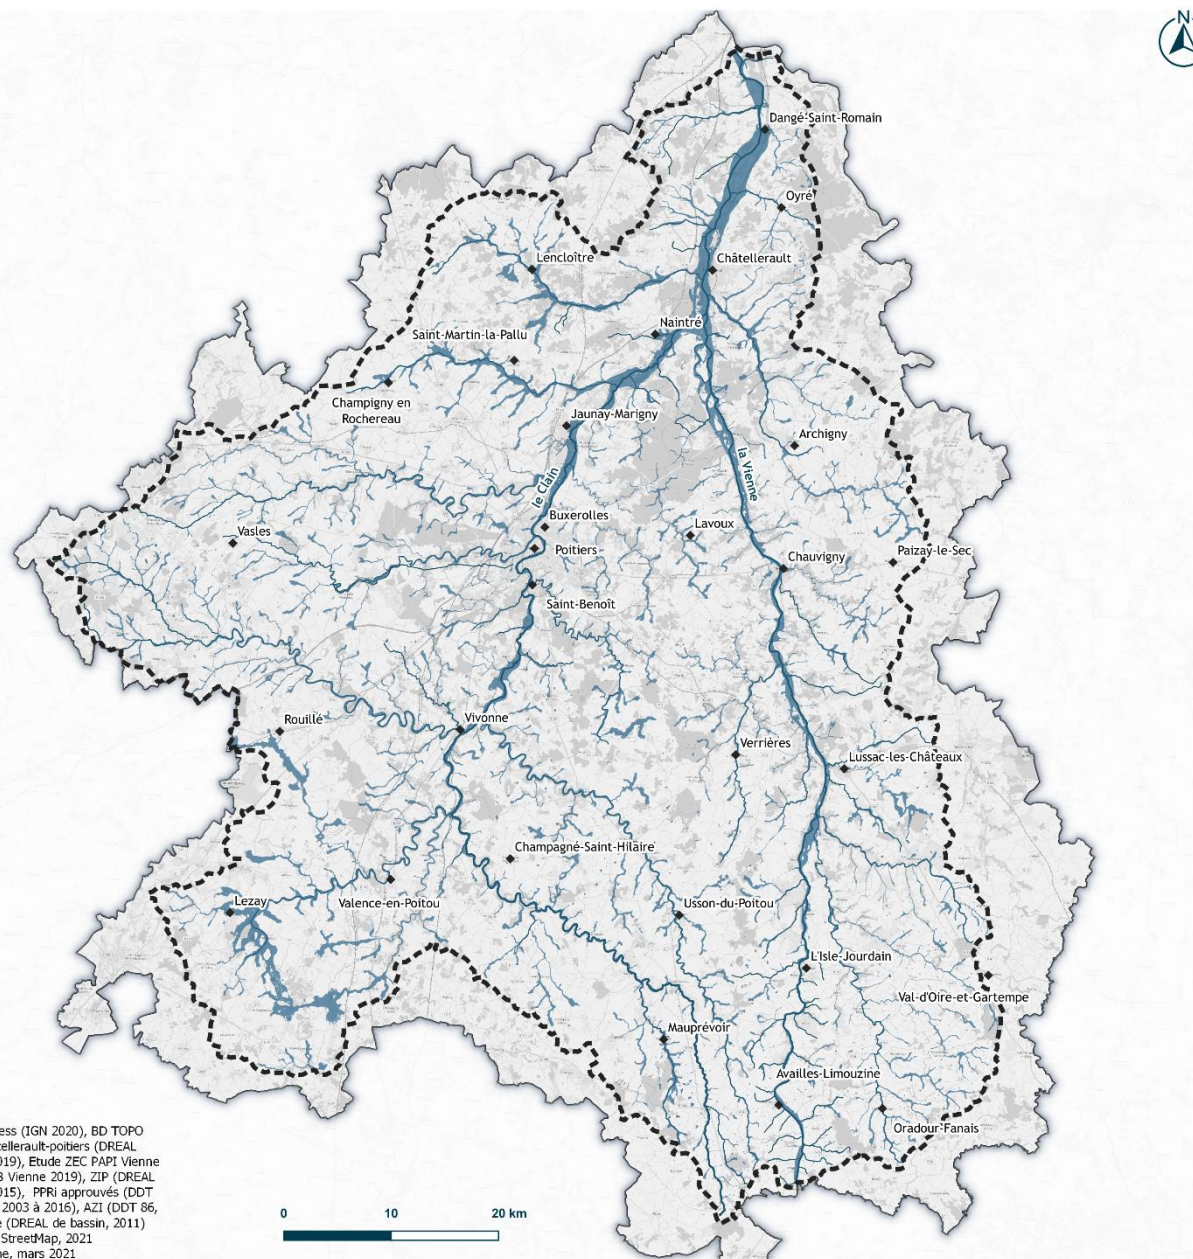 N
Dangé-Saint-Romain
Oyré
Lencloître
Châtellerault
Naintré
Saint-Martin-la-Pallu
Champigny en
Rochereau
Jaunay-Marigny
Archigny
la Vienne
le Clain
Buxerolles
Lavoux
Vasles
Poitiers
Paizay-le-Sec
Chauvigny
Saint-Benoît
Rouillé
Vivonne
Verrières
Lussac-les-Châteaux
Champagné-Saint-Hilaire
Lezay
Valence-en-Poitou
Usson-du-Poitou
L'Isle-Jourdain
Val-d'Oire-et-Gartempe
Mauprévoir
Availles-Limouzine
Oradour-Fanais
ess (IGN 2020), BD TOPO
tellerault-poitiers (DREAL
019), Etude ZEC PAPI Vienne
B Vienne 2019), ZIP (DREAL
015), PPRi approuvés (DDT
2003 à 2016), AZI (DDT 86,
e (DREAL de bassin, 2011)
StreetMap, 2021
ne, mars 2021
0 10 20 km